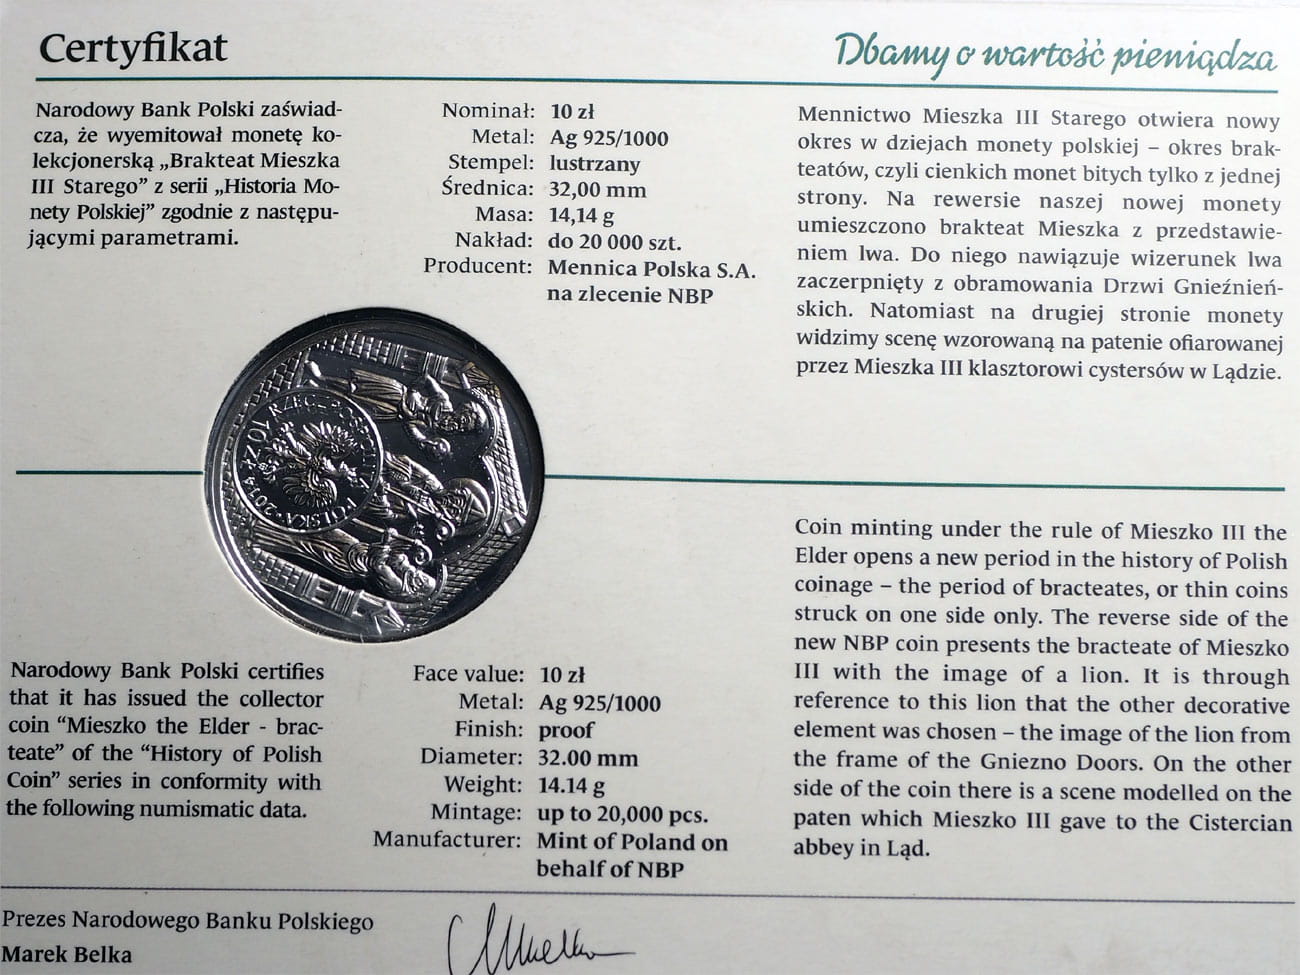 Certyfikat
Dbamy o wartość pieniądza
Narodowy Bank Polski zaświad-
cza, że wyemitował monetę ko-
lekcjonerską „Brakteat Mieszka
III Starego” z serii „Historia Mo-
nety Polskiej” zgodnie z następu-
jącymi parametrami.
Nominał: 10 zł
Metal: Ag 925/1000
Stempel: lustrzany
Średnica: 32,00 mm
Masa: 14,14 g
Nakład: do 20 000 szt.
Producent: Mennica Polska S.A.
na zlecenie NBP
Mennictwo Mieszka III Starego otwiera nowy
okres w dziejach monety polskiej – okres brak-
teatów, czyli cienkich monet bitych tylko z jednej
strony. Na rewersie naszej nowej monety
umieszczono brakteat Mieszka z przedstawie-
niem lwa. Do niego nawiązuje wizerunek lwa
zaczerpnięty z obramowania Drzwi Gnieźnień-
skich. Natomiast na drugiej stronie monety
widzimy scenę wzorowaną na patenie ofiarowanej
przez Mieszka III klasztorowi cystersów w Lądzie.
RZECZPOSPOLITA POLSKA · 2014
10 ZŁ
Narodowy Bank Polski certifies
that it has issued the collector
coin “Mieszko the Elder - brac-
teate” of the “History of Polish
Coin” series in conformity with
the following numismatic data.
Face value: 10 zł
Metal: Ag 925/1000
Finish: proof
Diameter: 32.00 mm
Weight: 14.14 g
Mintage: up to 20,000 pcs.
Manufacturer: Mint of Poland on
behalf of NBP
Coin minting under the rule of Mieszko III the
Elder opens a new period in the history of Polish
coinage – the period of bracteates, or thin coins
struck on one side only. The reverse side of the
new NBP coin presents the bracteate of Mieszko
III with the image of a lion. It is through
reference to this lion that the other decorative
element was chosen – the image of the lion from
the frame of the Gniezno Doors. On the other
side of the coin there is a scene modelled on the
paten which Mieszko III gave to the Cistercian
abbey in Ląd.
Prezes Narodowego Banku Polskiego
Marek Belka